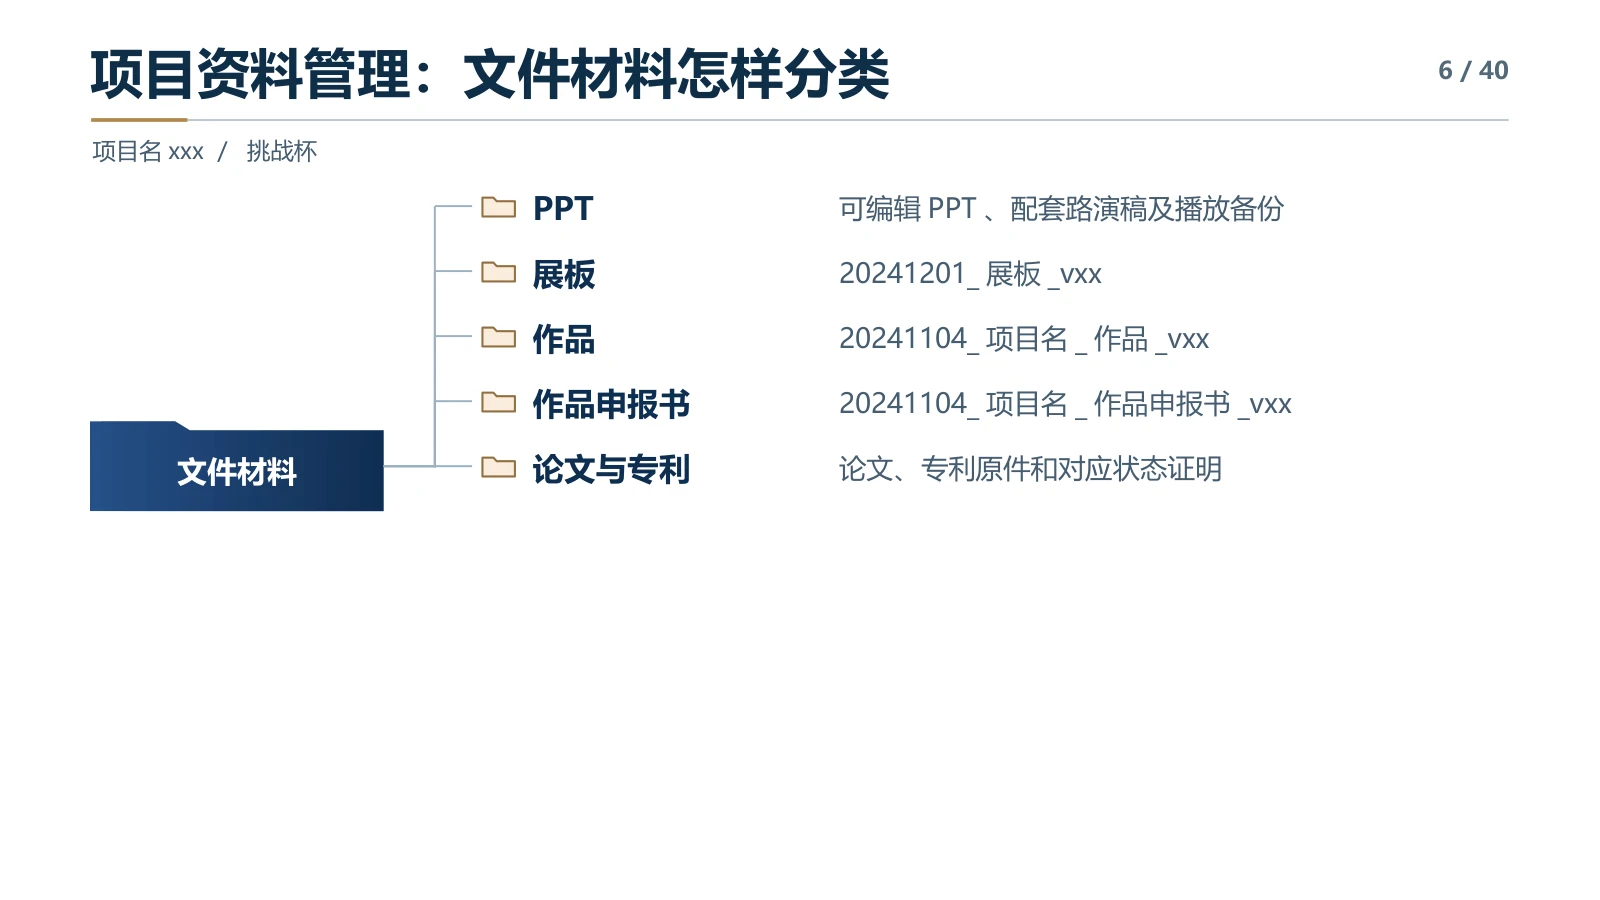 项目资料管理：文件材料怎样分类
6 / 40
项目名 xxx / 挑战杯
PPT 可编辑 PPT 、配套路演稿及播放备份
展板 20241201_ 展板 _vxx
作品 20241104_ 项目名 _ 作品 _vxx
作品申报书 20241104_ 项目名 _ 作品申报书 _vxx
文件材料
论文与专利 论文、专利原件和对应状态证明